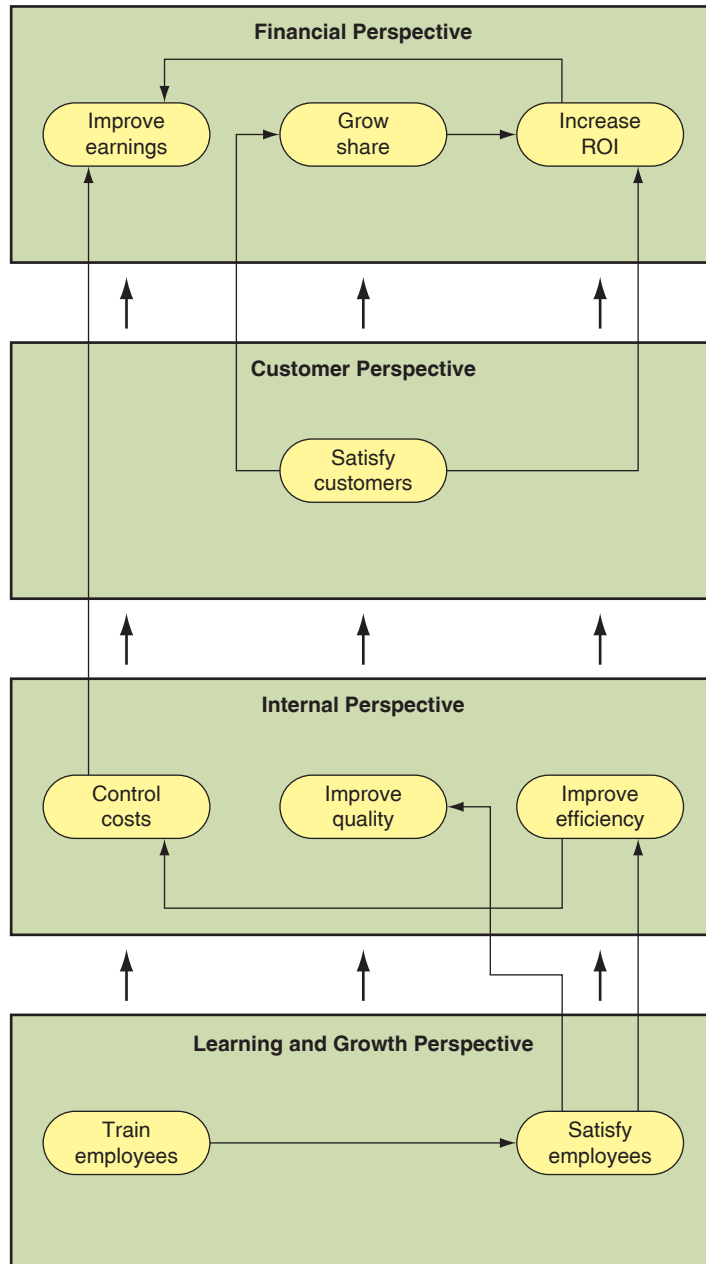 Financial Perspective
Improve
earnings
Grow
share
Increase
ROI
Customer Perspective
Satisfy
customers
Internal Perspective
Control
costs
Improve
quality
Improve
efficiency
Learning and Growth Perspective
Train
employees
Satisfy
employees